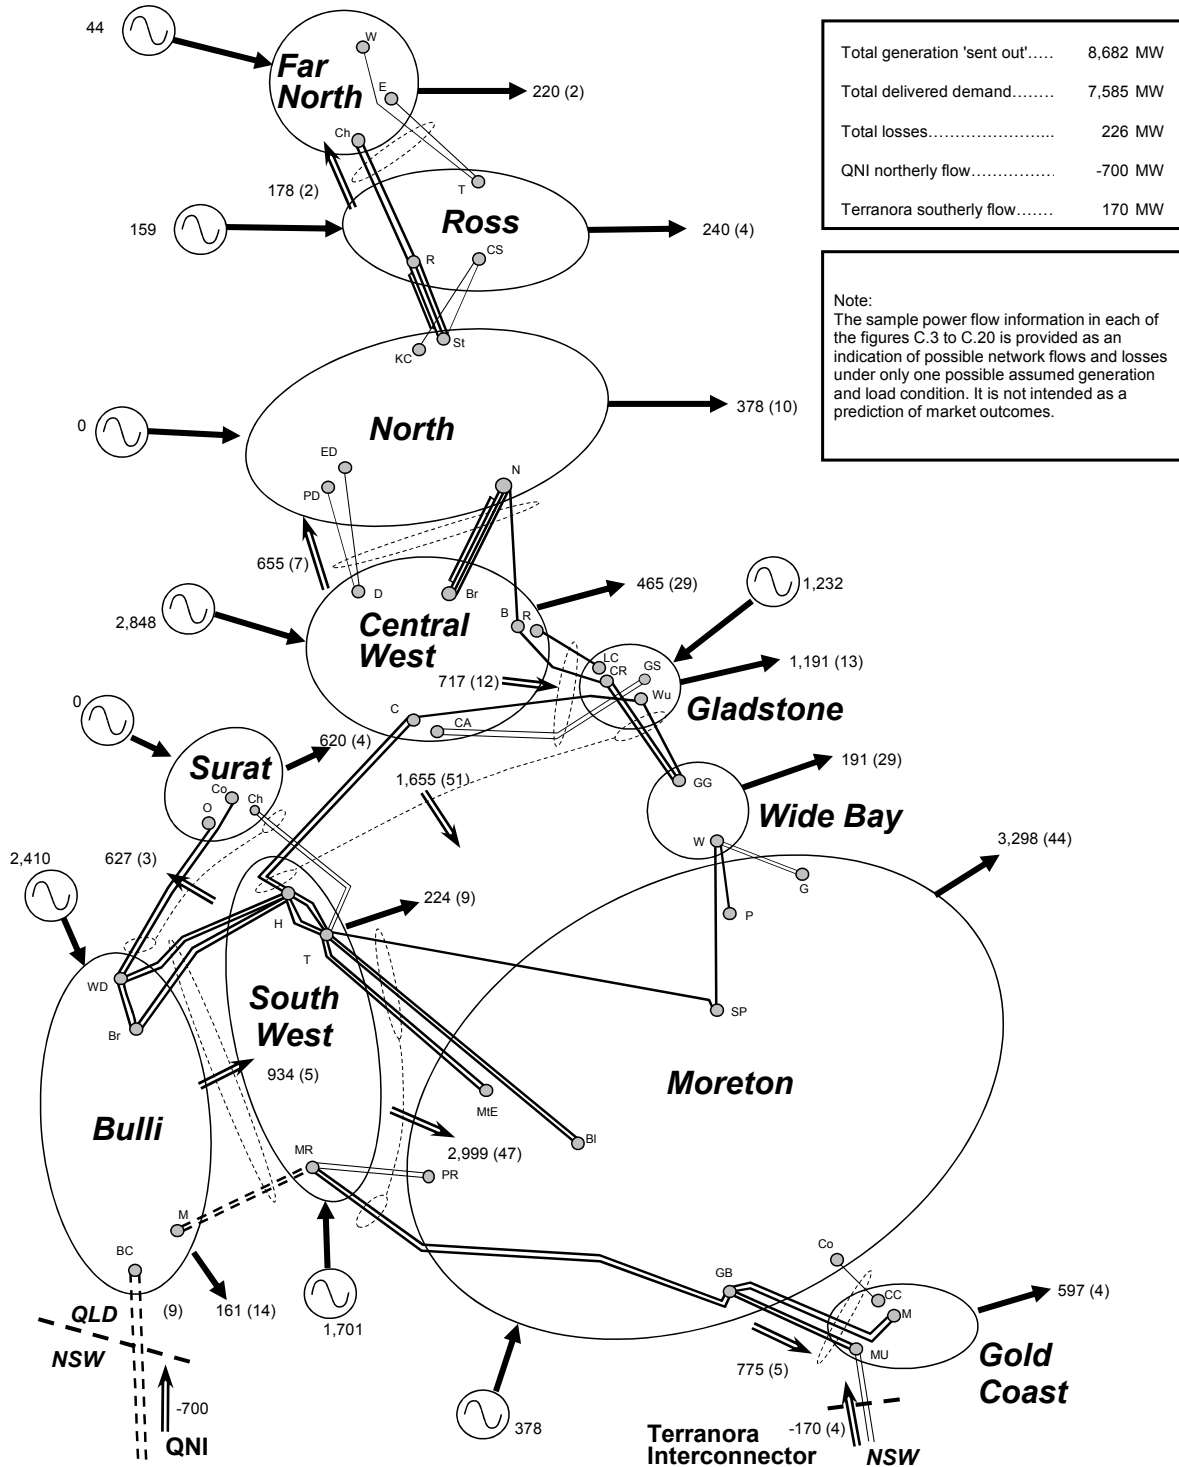 44
W
Far
North
E
220 (2)
Ch
178 (2)
T
159
Ross
240 (4)
CS
R
St
KC
Total generation 'sent out'..... 8,682 MW
Total delivered demand........ 7,585 MW
Total losses........................ 226 MW
QNI northerly flow................ -700 MW
Terranora southerly flow....... 170 MW
Note:
The sample power flow information in each of
the figures C.3 to C.20 is provided as an
indication of possible network flows and losses
under only one possible assumed generation
and load condition. It is not intended as a
prediction of market outcomes.
378 (10)
0
North
ED
N
PD
655 (7)
D
Br
465 (29)
1,232
2,848
B
R
Central
West
LC
CR
GS
1,191 (13)
717 (12)
Wu
Gladstone
C
CA
0
620 (4)
Surat
Co
Ch
O
1,655 (51)
GG
191 (29)
Wide Bay
W
3,298 (44)
G
2,410
627 (3)
P
224 (9)
H
T
WD
South
West
SP
Br
934 (5)
Moreton
MtE
Bulli
Bl
MR
2,999 (47)
PR
M
BC
Co
GB
CC
597 (4)
M
QLD
(9)
161 (14)
1,701
NSW
MU
Gold
Coast
775 (5)
-700
QNI
378
Terranora
Interconnector
-170 (4)
NSW